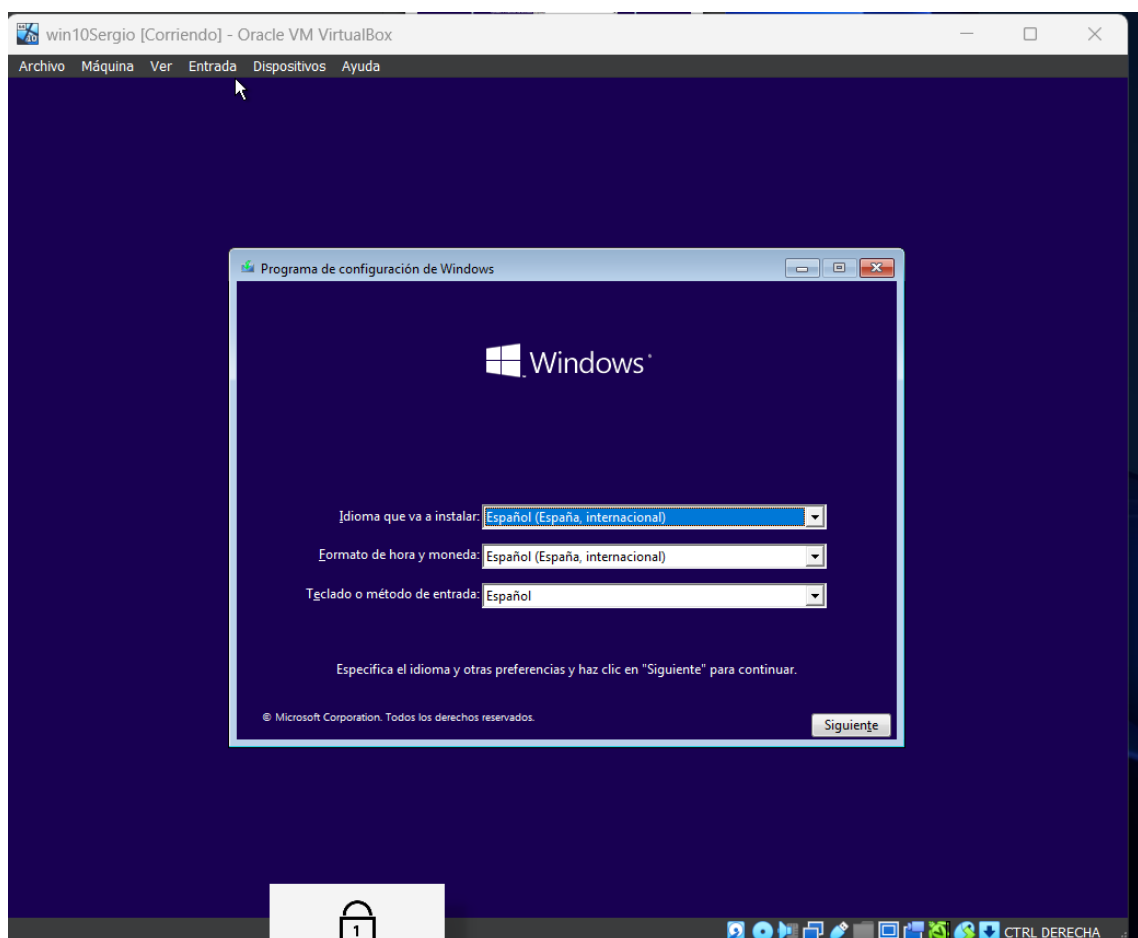 win10Sergio [Corriendo] - Oracle VM VirtualBox
Archivo Máquina Ver Entrada Dispositivos Ayuda
Programa de configuración de Windows
Windows
Idioma que va a instalar: Español (España, internacional)
Formato de hora y moneda: Español (España, internacional)
Teclado o método de entrada: Español
Especifica el idioma y otras preferencias y haz clic en "Siguiente" para continuar.
© Microsoft Corporation. Todos los derechos reservados.
Siguiente
1
CTRL DERECHA